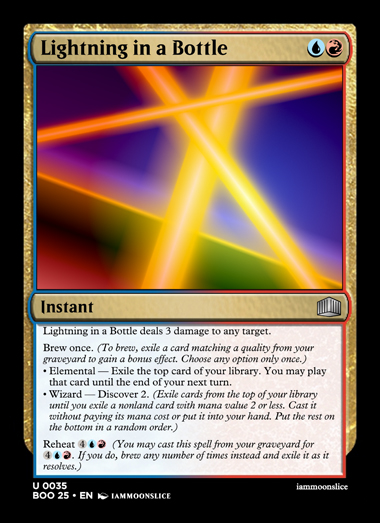 Lightning in a Bottle
Instant
Lightning in a Bottle deals 3 damage to any target.
Brew once. (To brew, exile a card matching a quality from your
graveyard to gain a bonus effect. Choose any option only once.)
• Elemental — Exile the top card of your library. You may play
that card until the end of your next turn.
• Wizard — Discover 2. (Exile cards from the top of your library
until you exile a nonland card with mana value 2 or less. Cast it
without paying its mana cost or put it into your hand. Put the rest on
the bottom in a random order.)
Reheat 4 (You may cast this spell from your graveyard for
4. If you do, brew any number of times instead and exile it as it
resolves.)
U 0035
BOO 25 • EN IAMMOONSLICE
iammoonslice